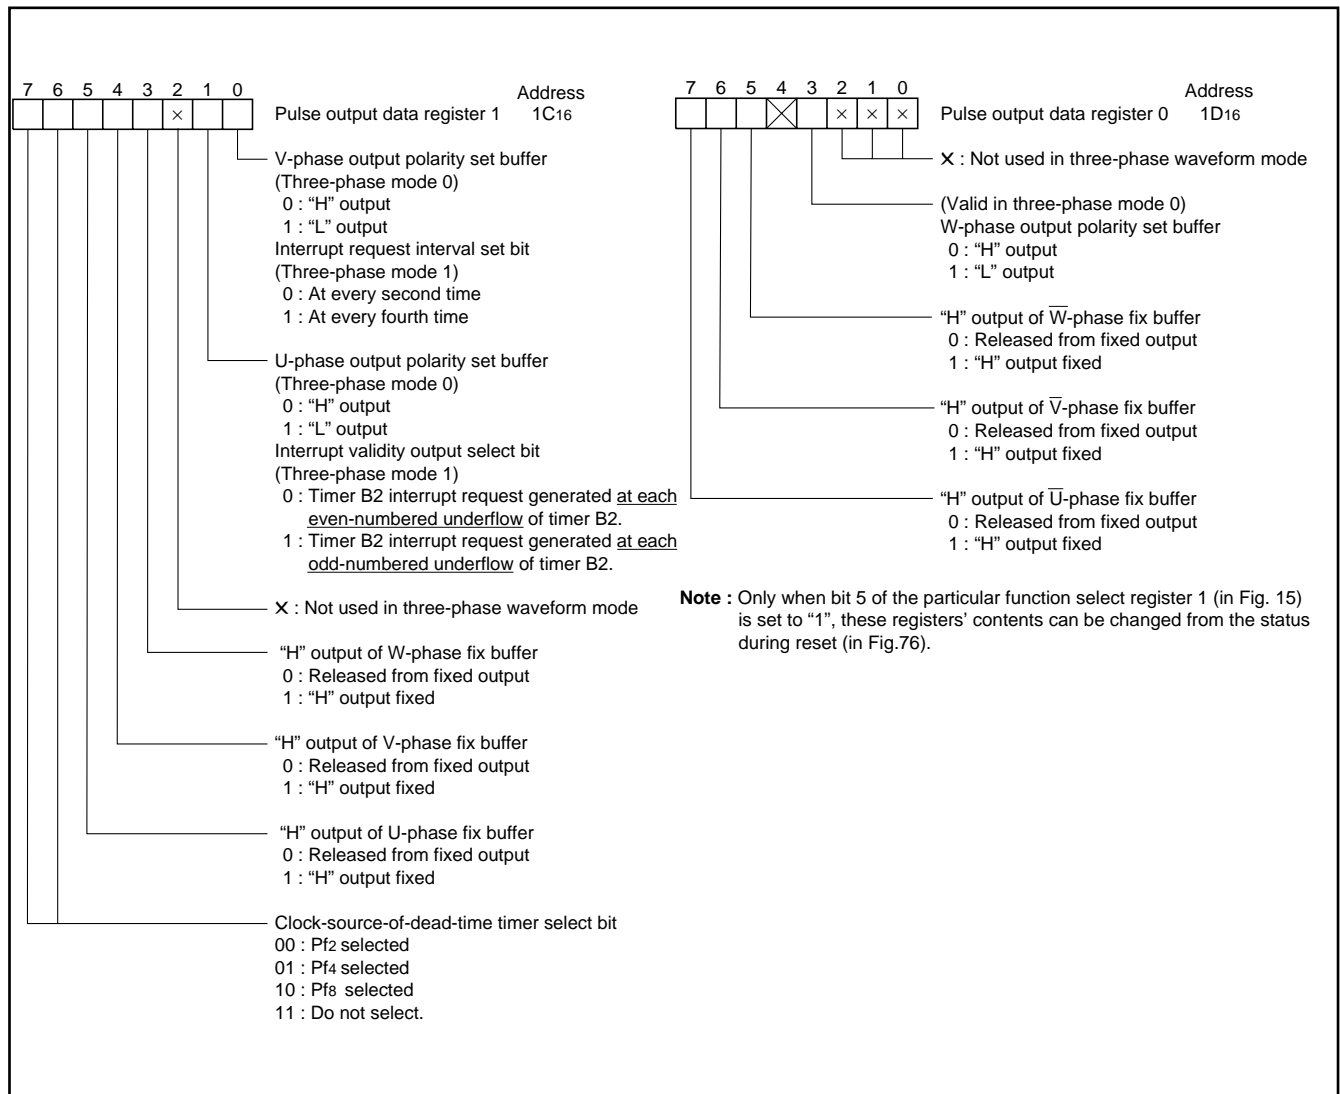 7 6 5 4 3 2 1 0
Address
×
Pulse output data register 1 1C16
V-phase output polarity set buffer
(Three-phase mode 0)
0 : “H” output
1 : “L” output
Interrupt request interval set bit
(Three-phase mode 1)
0 : At every second time
1 : At every fourth time
U-phase output polarity set buffer
(Three-phase mode 0)
0 : “H” output
1 : “L” output
Interrupt validity output select bit
(Three-phase mode 1)
0 : Timer B2 interrupt request generated at each
even-numbered underflow of timer B2.
1 : Timer B2 interrupt request generated at each
odd-numbered underflow of timer B2.
× : Not used in three-phase waveform mode
“H” output of W-phase fix buffer
0 : Released from fixed output
1 : “H” output fixed
“H” output of V-phase fix buffer
0 : Released from fixed output
1 : “H” output fixed
“H” output of U-phase fix buffer
0 : Released from fixed output
1 : “H” output fixed
Clock-source-of-dead-time timer select bit
00 : Pf2 selected
01 : Pf4 selected
10 : Pf8 selected
11 : Do not select.
7 6 5 4 3 2 1 0
Address
× × ×
Pulse output data register 0 1D16
× : Not used in three-phase waveform mode
(Valid in three-phase mode 0)
W-phase output polarity set buffer
0 : “H” output
1 : “L” output
“H” output of W̅-phase fix buffer
0 : Released from fixed output
1 : “H” output fixed
“H” output of V̅-phase fix buffer
0 : Released from fixed output
1 : “H” output fixed
“H” output of U̅-phase fix buffer
0 : Released from fixed output
1 : “H” output fixed
Note : Only when bit 5 of the particular function select register 1 (in Fig. 15)
is set to “1”, these registers’ contents can be changed from the status
during reset (in Fig.76).